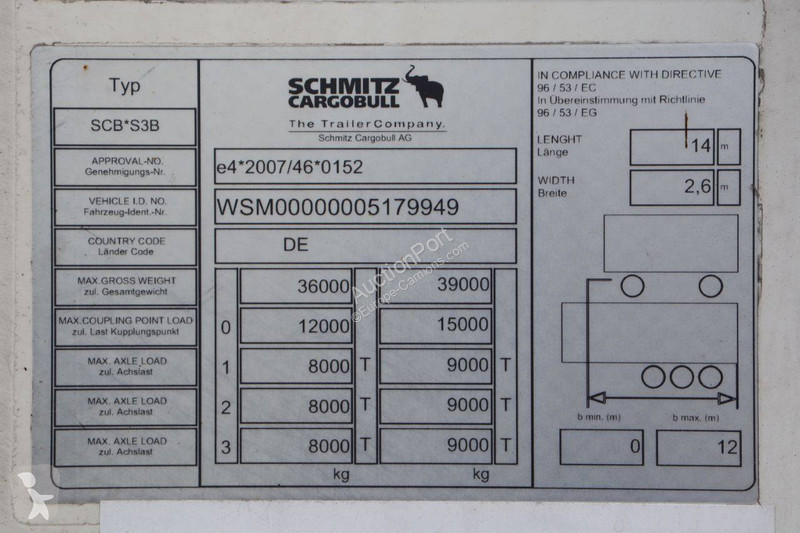 Typ
SCHMITZ
CARGOBULL
The TrailerCompany.
Schmitz Cargobull AG
IN COMPLIANCE WITH DIRECTIVE
96 / 53 / EC
In Übereinstimmung mit Richtlinie
96 / 53 / EG
SCB*S3B
LENGHT
Länge
14 m
APPROVAL-NO.
Genehmigungs-Nr.
e4*2007/46*0152
WIDTH
Breite
2,6 m
VEHICLE I.D. NO.
Fahrzeug-Ident.-Nr.
WSM00000005179949
COUNTRY CODE
Länder Code
DE
MAX.GROSS WEIGHT
zul. Gesamtgewicht
36000 39000
MAX.COUPLING POINT LOAD
zul. Last Kupplungspunkt
0 12000 15000
MAX. AXLE LOAD
zul. Achslast
1 8000 T 9000 T
MAX. AXLE LOAD
zul. Achslast
2 8000 T 9000 T
MAX. AXLE LOAD
zul. Achslast
3 8000 T 9000 T
kg kg
b min. (m) b max. (m)
0 12
AuctionPort
©Europe-Camions.com